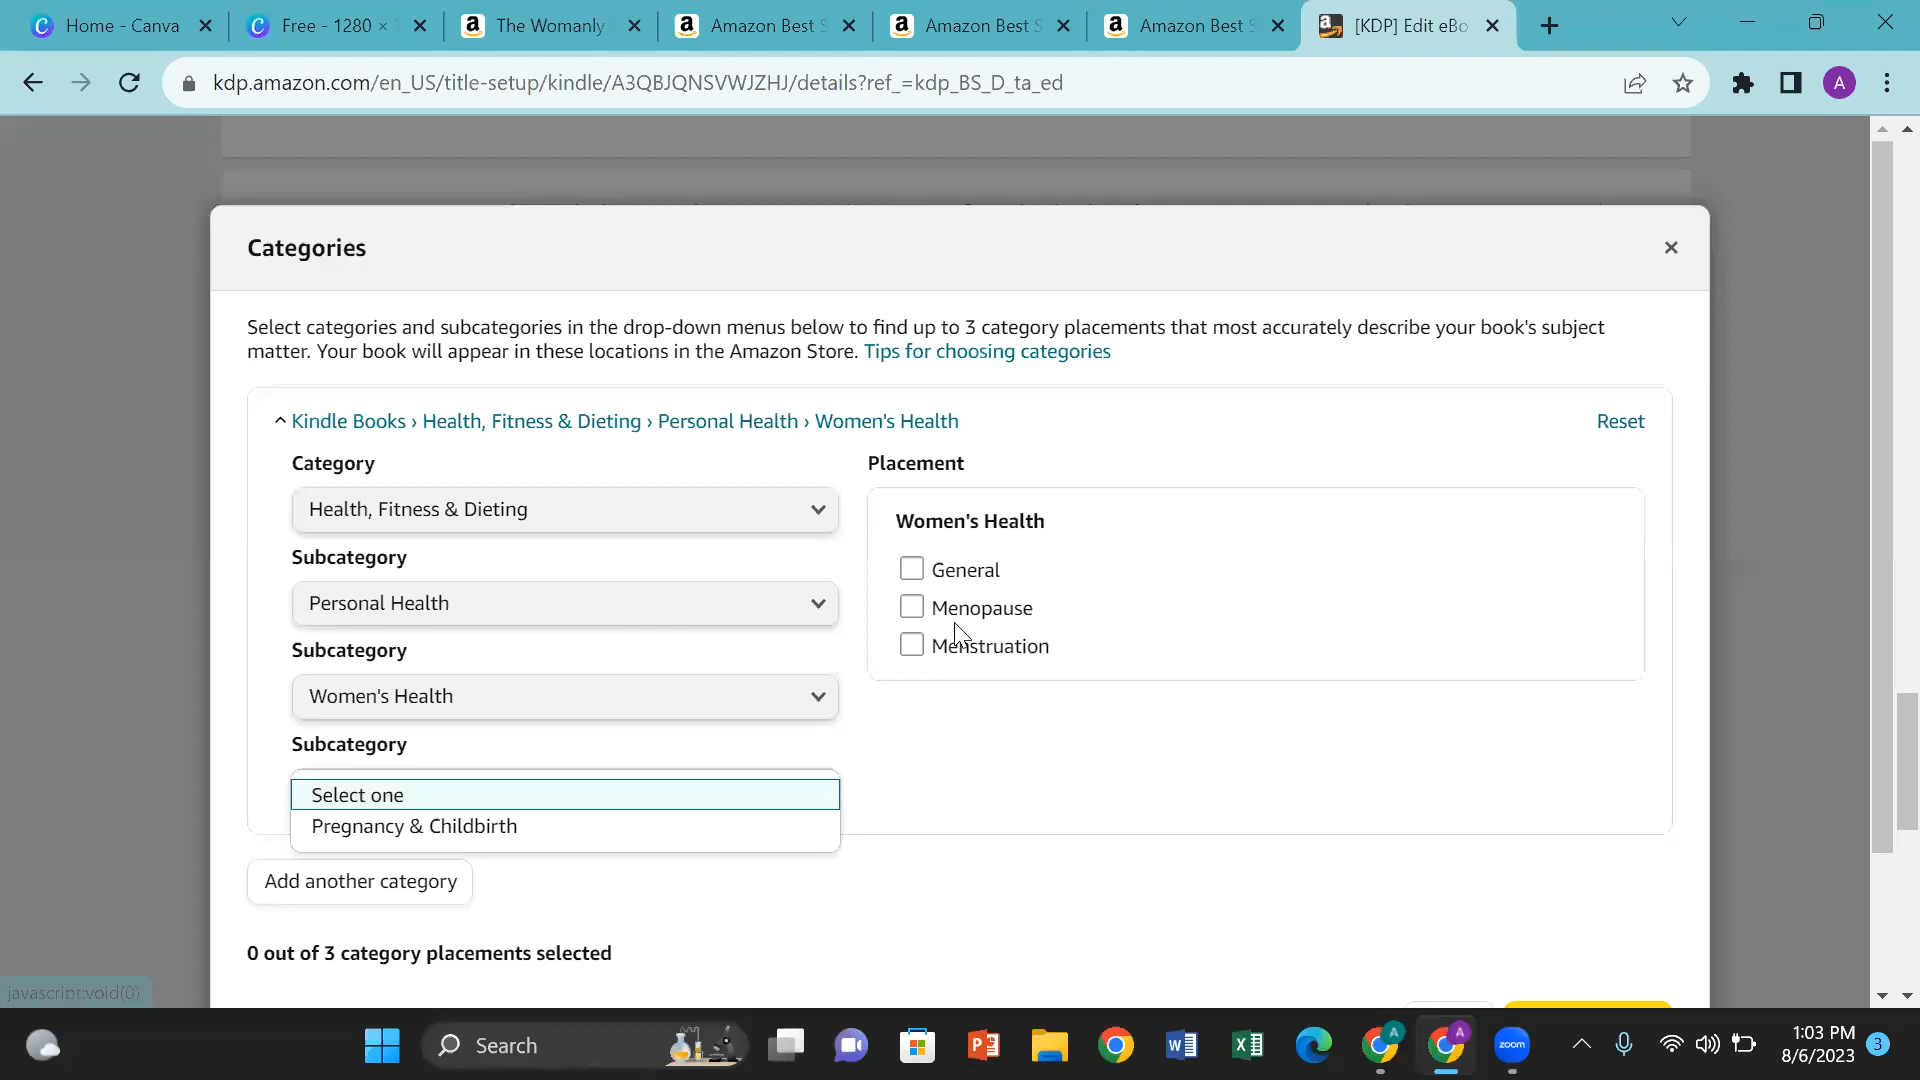 Home - Canva
Free - 1280 ×
The Womanly
Amazon Best S
Amazon Best S
Amazon Best S
[KDP] Edit eBo
kdp.amazon.com/en_US/title-setup/kindle/A3QBJQNSVWJZHJ/details?ref_=kdp_BS_D_ta_ed
A
Categories
Select categories and subcategories in the drop-down menus below to find up to 3 category placements that most accurately describe your book's subject
matter. Your book will appear in these locations in the Amazon Store. Tips for choosing categories
Kindle Books › Health, Fitness & Dieting › Personal Health › Women's Health
Reset
Category
Placement
Health, Fitness & Dieting
Women's Health
Subcategory
General
Personal Health
Menopause
Subcategory
Menstruation
Women's Health
Subcategory
Select one
Pregnancy & Childbirth
Add another category
0 out of 3 category placements selected
javascript:void(0)
Search
zoom
1:03 PM
8/6/2023
3